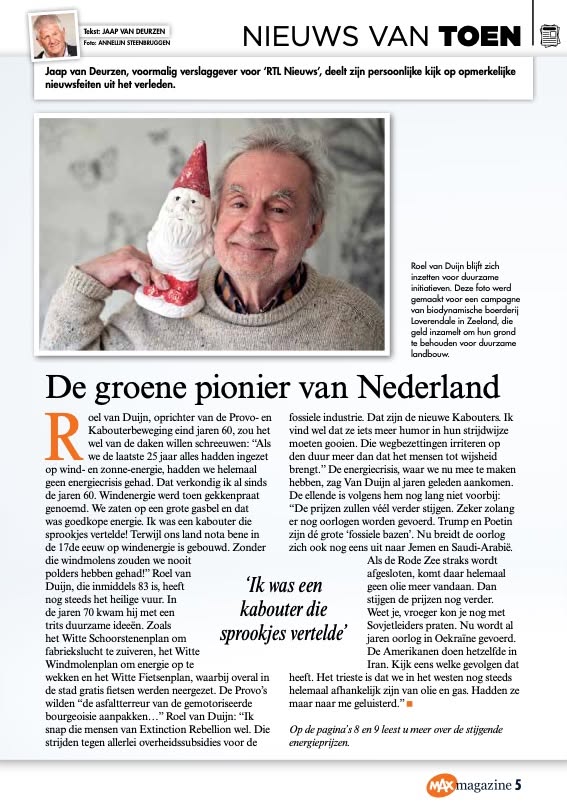 Tekst: JAAP VAN DEURZEN
Foto: ANNELIJN STEENBRUGGEN
NIEUWS VAN TOEN
Jaap van Deurzen, voormalig verslaggever voor ‘RTL Nieuws’, deelt zijn persoonlijke kijk op opmerkelijke
nieuwsfeiten uit het verleden.
Roel van Duijn blijft zich
inzetten voor duurzame
initiatieven. Deze foto werd
gemaakt voor een campagne
van biodynamische boerderij
Loverendale in Zeeland, die
geld inzamelt om hun grond
te behouden voor duurzame
landbouw.
De groene pionier van Nederland
Roel van Duijn, oprichter van de Provo- en
Kabouterbeweging eind jaren 60, zou het
wel van de daken willen schreeuwen: “Als
we de laatste 25 jaar alles hadden ingezet
op wind- en zonne-energie, hadden we helemaal
geen energiecrisis gehad. Dat verkondig ik al sinds
de jaren 60. Windenergie werd toen gekkenpraat
genoemd. We zaten op een grote gasbel en dat
was goedkope energie. Ik was een kabouter die
sprookjes vertelde! Terwijl ons land nota bene in
de 17de eeuw op windenergie is gebouwd. Zonder
die windmolens zouden we nooit
polders hebben gehad!” Roel van
Duijn, die inmiddels 83 is, heeft
nog steeds het heilige vuur. In
de jaren 70 kwam hij met een
trits duurzame ideeën. Zoals
het Witte Schoorstenenplan om
fabriekslucht te zuiveren, het Witte
Windmolenplan om energie op te
wekken en het Witte Fietsenplan, waarbij overal in
de stad gratis fietsen werden neergezet. De Provo’s
wilden “de asfaltterreur van de gemotoriseerde
bourgeoisie aanpakken…” Roel van Duijn: “Ik
snap die mensen van Extinction Rebellion wel. Die
strijden tegen allerlei overheidssubsidies voor de
‘Ik was een
kabouter die
sprookjes vertelde’
fossiele industrie. Dat zijn de nieuwe Kabouters. Ik
vind wel dat ze iets meer humor in hun strijdwijze
moeten gooien. Die wegbezettingen irriteren op
den duur meer dan dat het mensen tot wijsheid
brengt.” De energiecrisis, waar we nu mee te maken
hebben, zag Van Duijn al jaren geleden aankomen.
De ellende is volgens hem nog lang niet voorbij:
“De prijzen zullen véél verder stijgen. Zeker zolang
er nog oorlogen worden gevoerd. Trump en Poetin
zijn dé grote ‘fossiele bazen’. Nu breidt de oorlog
zich ook nog eens uit naar Jemen en Saudi-Arabië.
Als de Rode Zee straks wordt
afgesloten, komt daar helemaal
geen olie meer vandaan. Dan
stijgen de prijzen nog verder.
Weet je, vroeger kon je nog met
Sovjetleiders praten. Nu wordt al
jaren oorlog in Oekraïne gevoerd.
De Amerikanen doen hetzelfde in
Iran. Kijk eens welke gevolgen dat
heeft. Het trieste is dat we in het westen nog steeds
helemaal afhankelijk zijn van olie en gas. Hadden ze
maar naar me geluisterd.”
Op de pagina’s 8 en 9 leest u meer over de stijgende
energieprijzen.
MAX magazine 5